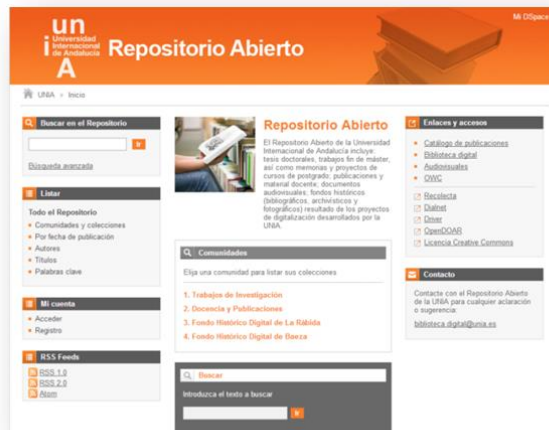 Mi DSpace
un
Universidad
Internacional
de Andalucía
i
A
Repositorio Abierto
UNIA » Inicio
Buscar en el Repositorio
Ir
Búsqueda avanzada
Listar
Todo el Repositorio
Comunidades y colecciones
Por fecha de publicación
Autores
Títulos
Palabras clave
Mi cuenta
Acceder
Registro
RSS Feeds
RSS 1.0
RSS 2.0
Atom
Repositorio Abierto
El Repositorio Abierto de la Universidad
Internacional de Andalucía incluye:
tesis doctorales, trabajos fin de máster,
así como memorias y proyectos de
cursos de postgrado; publicaciones y
material docente; documentos
audiovisuales; fondos históricos
(bibliográficos, archivísticos y
fotográficos) resultado de los proyectos
de digitalización desarrollados por la
UNIA.
Comunidades
Elija una comunidad para listar sus colecciones
1. Trabajos de Investigación
2. Docencia y Publicaciones
3. Fondo Histórico Digital de La Rábida
4. Fondo Histórico Digital de Baeza
Buscar
Introduzca el texto a buscar
Ir
Enlaces y accesos
Catálogo de publicaciones
Biblioteca digital
Audiovisuales
OWC
Recolecta
Dialnet
Driver
OpenDOAR
Licencia Creative Commons
Contacto
Contacte con el Repositorio Abierto
de la UNIA para cualquier aclaración
o sugerencia:
biblioteca.digital@unia.es